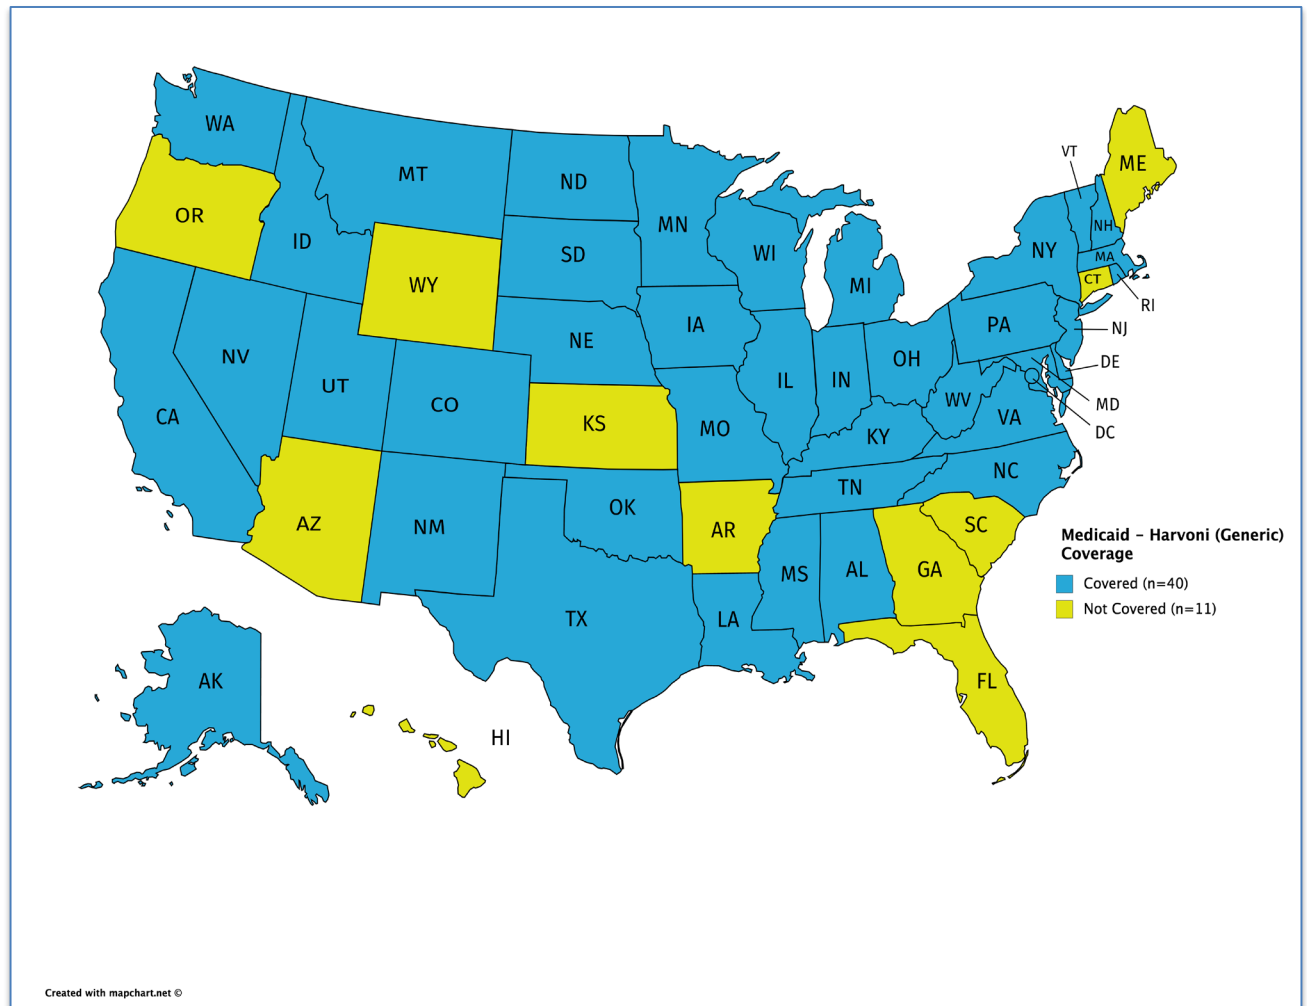 WA
OR
CA
NV
ID
MT
WY
UT
AZ
CO
NM
ND
SD
NE
KS
OK
TX
MN
IA
MO
AR
LA
WI
IL
MI
IN
OH
KY
TN
MS
AL
GA
FL
SC
NC
VA
WV
PA
NY
VT
NH
ME
MA
CT
RI
NJ
DE
MD
DC
AK
HI
Medicaid – Harvoni (Generic)
Coverage
Covered (n=40)
Not Covered (n=11)
Created with mapchart.net ©